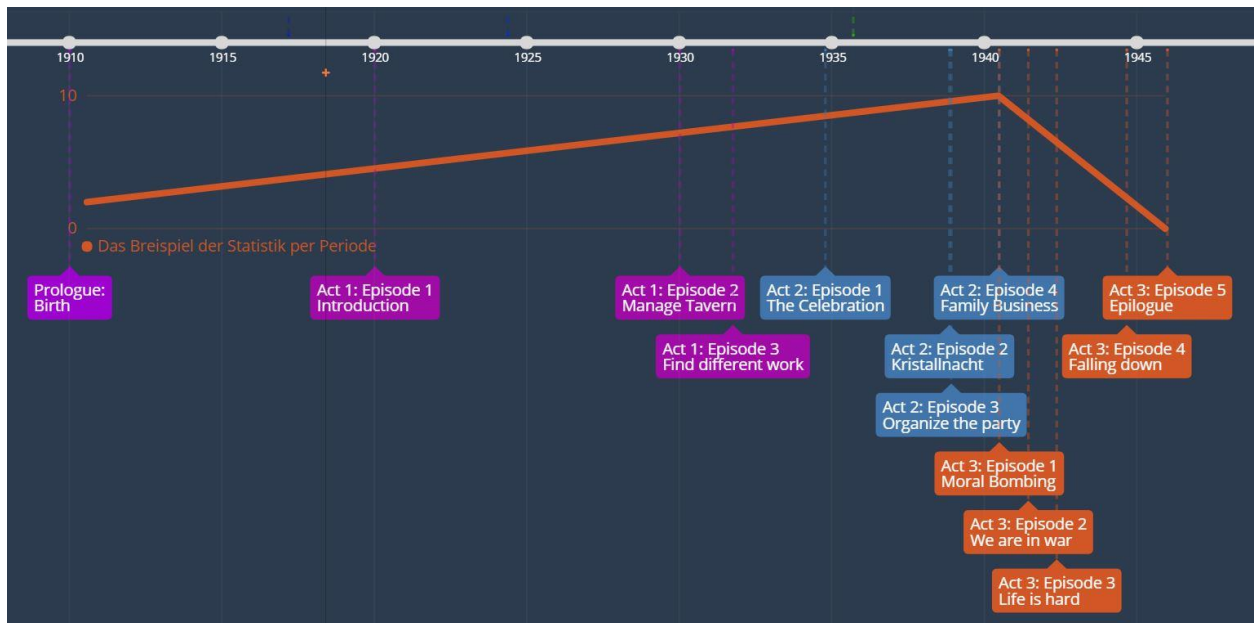 1910
1915
1920
1925
1930
1935
1940
1945
10
0
Das Breispiel der Statistik per Periode
Prologue:
Birth
Act 1: Episode 1
Introduction
Act 1: Episode 2
Manage Tavern
Act 2: Episode 1
The Celebration
Act 2: Episode 4
Family Business
Act 3: Episode 5
Epilogue
Act 1: Episode 3
Find different work
Act 2: Episode 2
Kristallnacht
Act 3: Episode 4
Falling down
Act 2: Episode 3
Organize the party
Act 3: Episode 1
Moral Bombing
Act 3: Episode 2
We are in war
Act 3: Episode 3
Life is hard